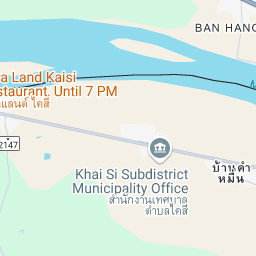 BAN HANG
a Land Kaisi
staurant. Until 7 PM
แลนด์ ไคสี
2147
Khai Si Subdistrict
Municipality Office
สำนักงานเทศบาล
ตำบลไคสี
บ้านคำ
หมื่น